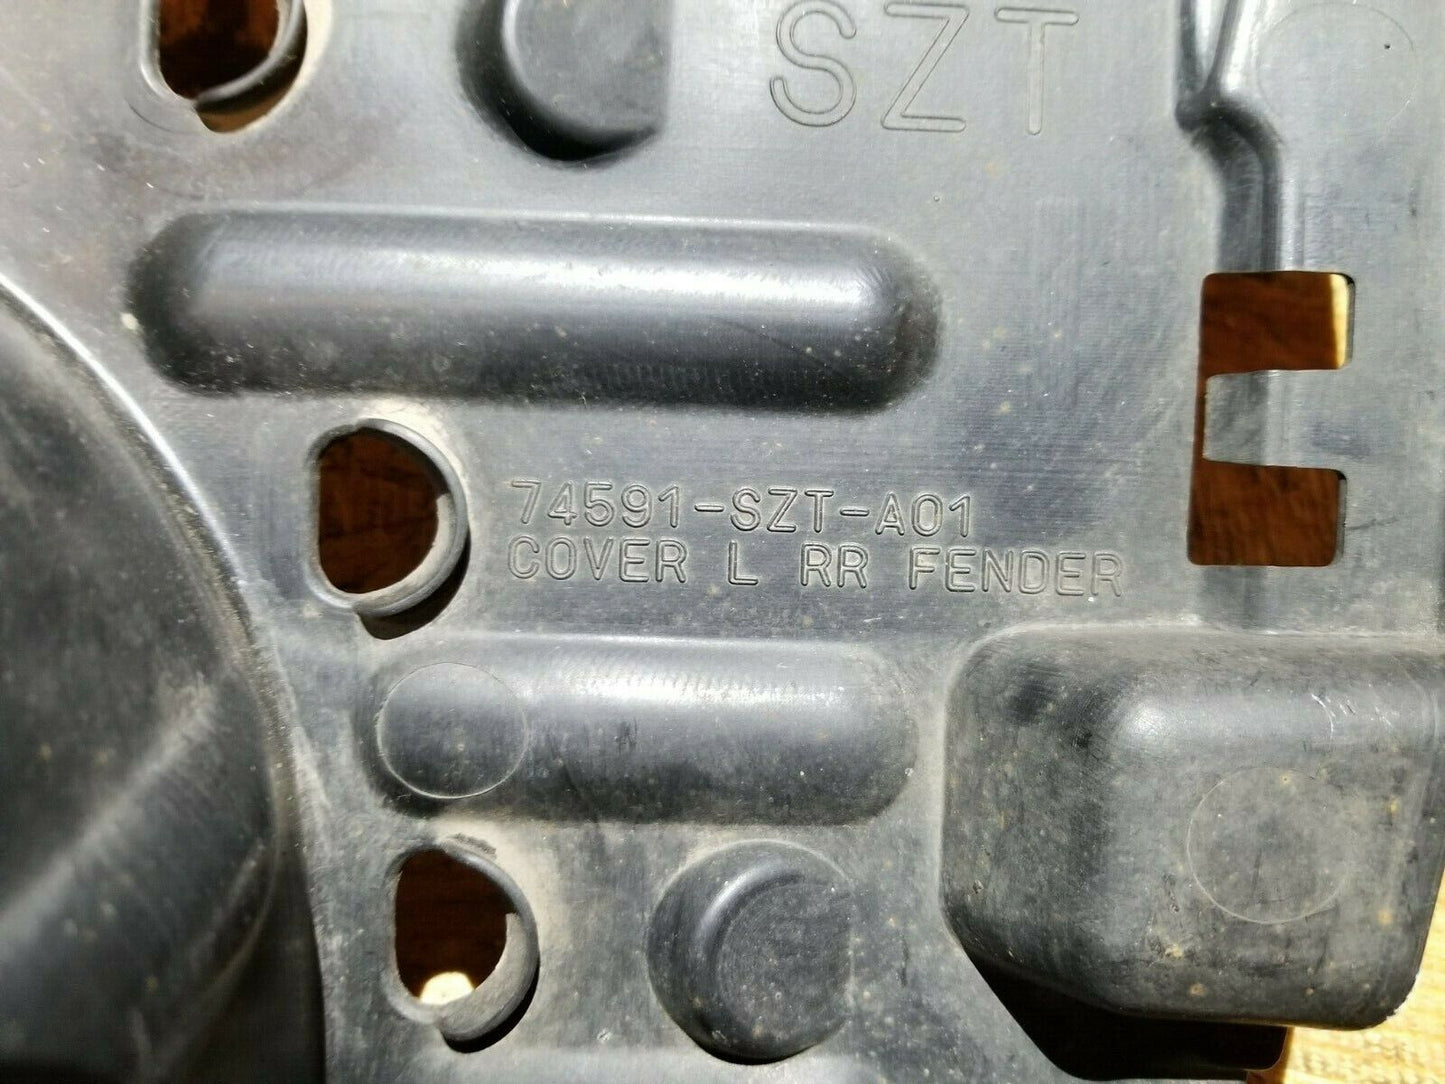 SZT
74591-SZT-A01
COVER L RR FENDER